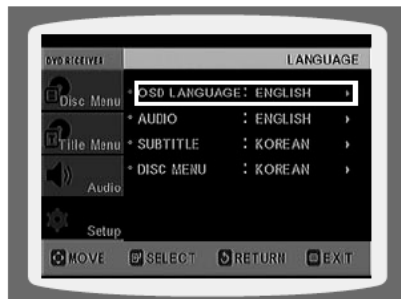 DVD RECEIVER
LANGUAGE
Disc Menu
Title Menu
Audio
Setup
OSD LANGUAGE : ENGLISH
AUDIO : ENGLISH
SUBTITLE : KOREAN
DISC MENU : KOREAN
MOVE SELECT RETURN EXIT